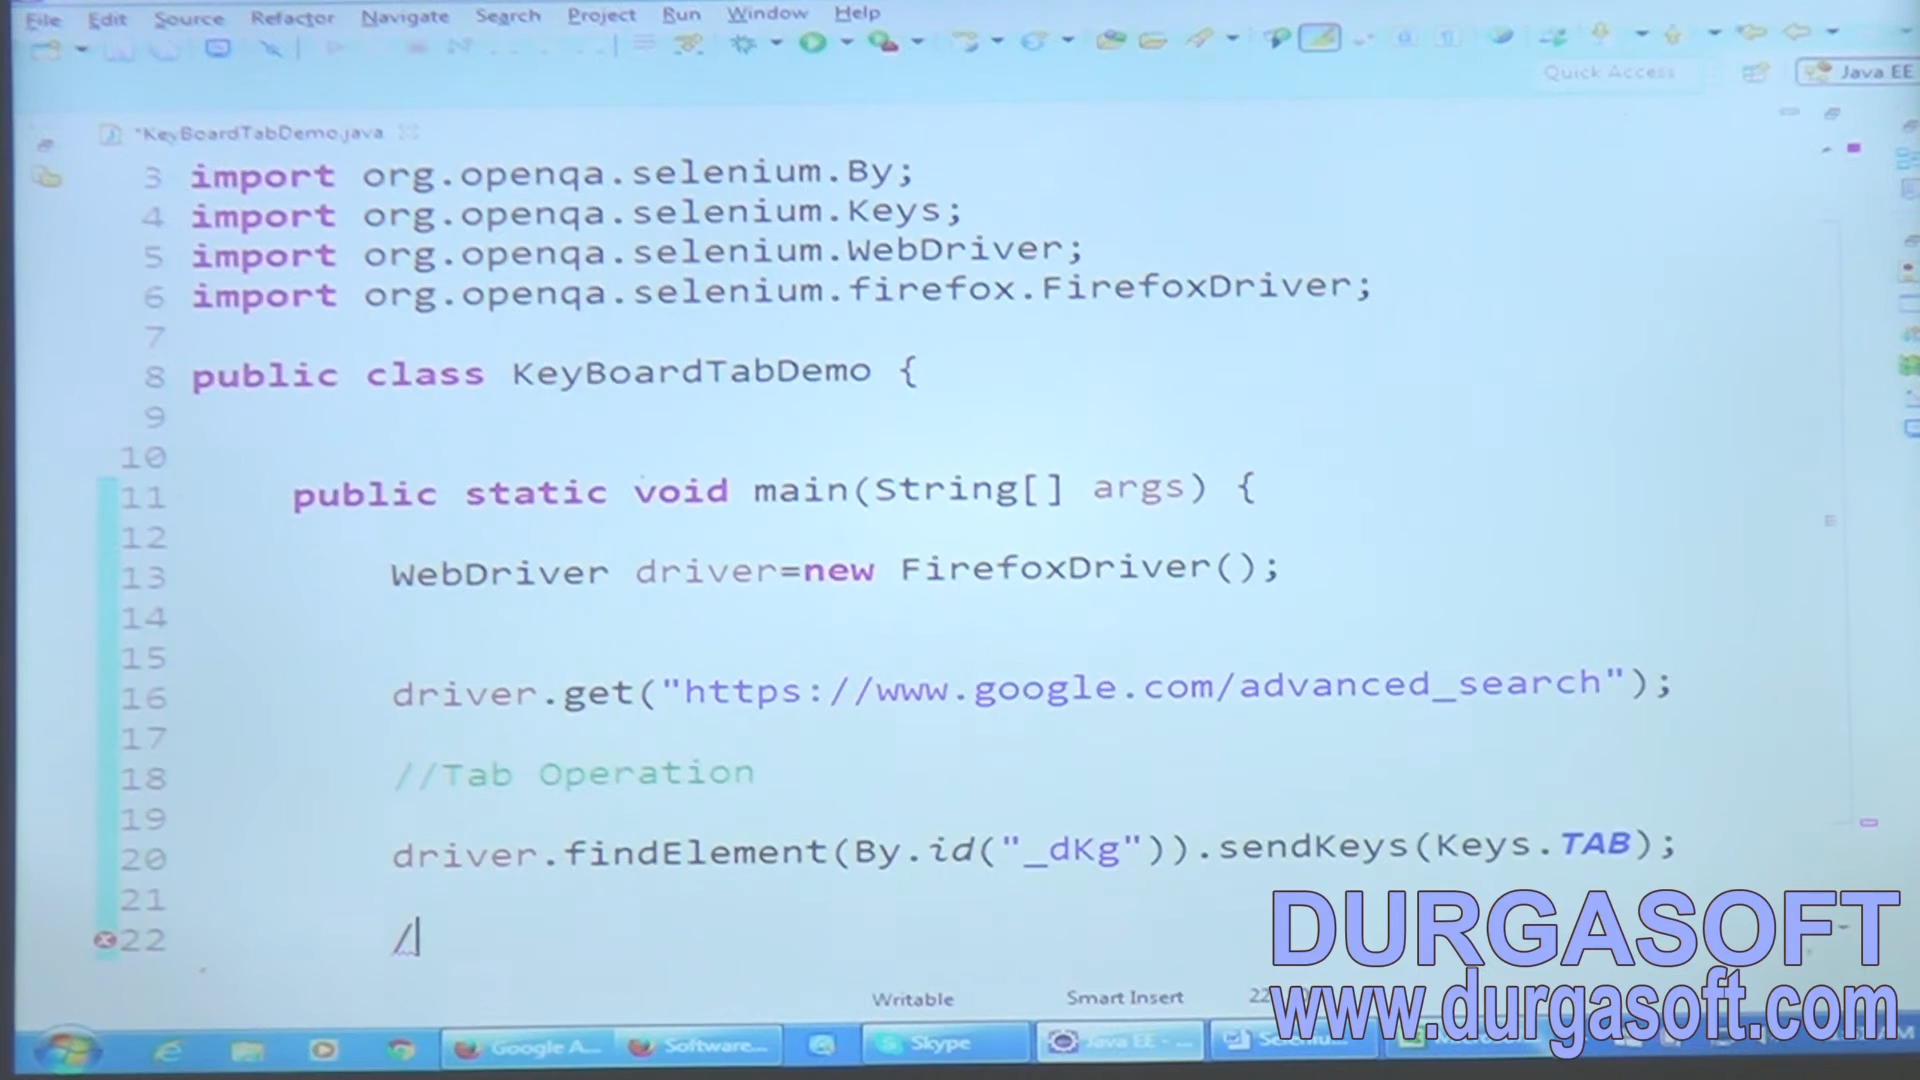 File Edit Source Refactor Navigate Search Project Run Window Help
Quick Access
Java EE
*KeyBoardTabDemo.java
3 import org.openqa.selenium.By;
4 import org.openqa.selenium.Keys;
5 import org.openqa.selenium.WebDriver;
6 import org.openqa.selenium.firefox.FirefoxDriver;
7
8 public class KeyBoardTabDemo {
9
10
11 public static void main(String[] args) {
12
13 WebDriver driver=new FirefoxDriver();
14
15
16 driver.get("https://www.google.com/advanced_search");
17
18 //Tab Operation
19
20 driver.findElement(By.id("_dKg")).sendKeys(Keys.TAB);
21
22 /
DURGASOFT
www.durgasoft.com
Writable Smart Insert 22
Google A... Software... Skype Java EE - ...